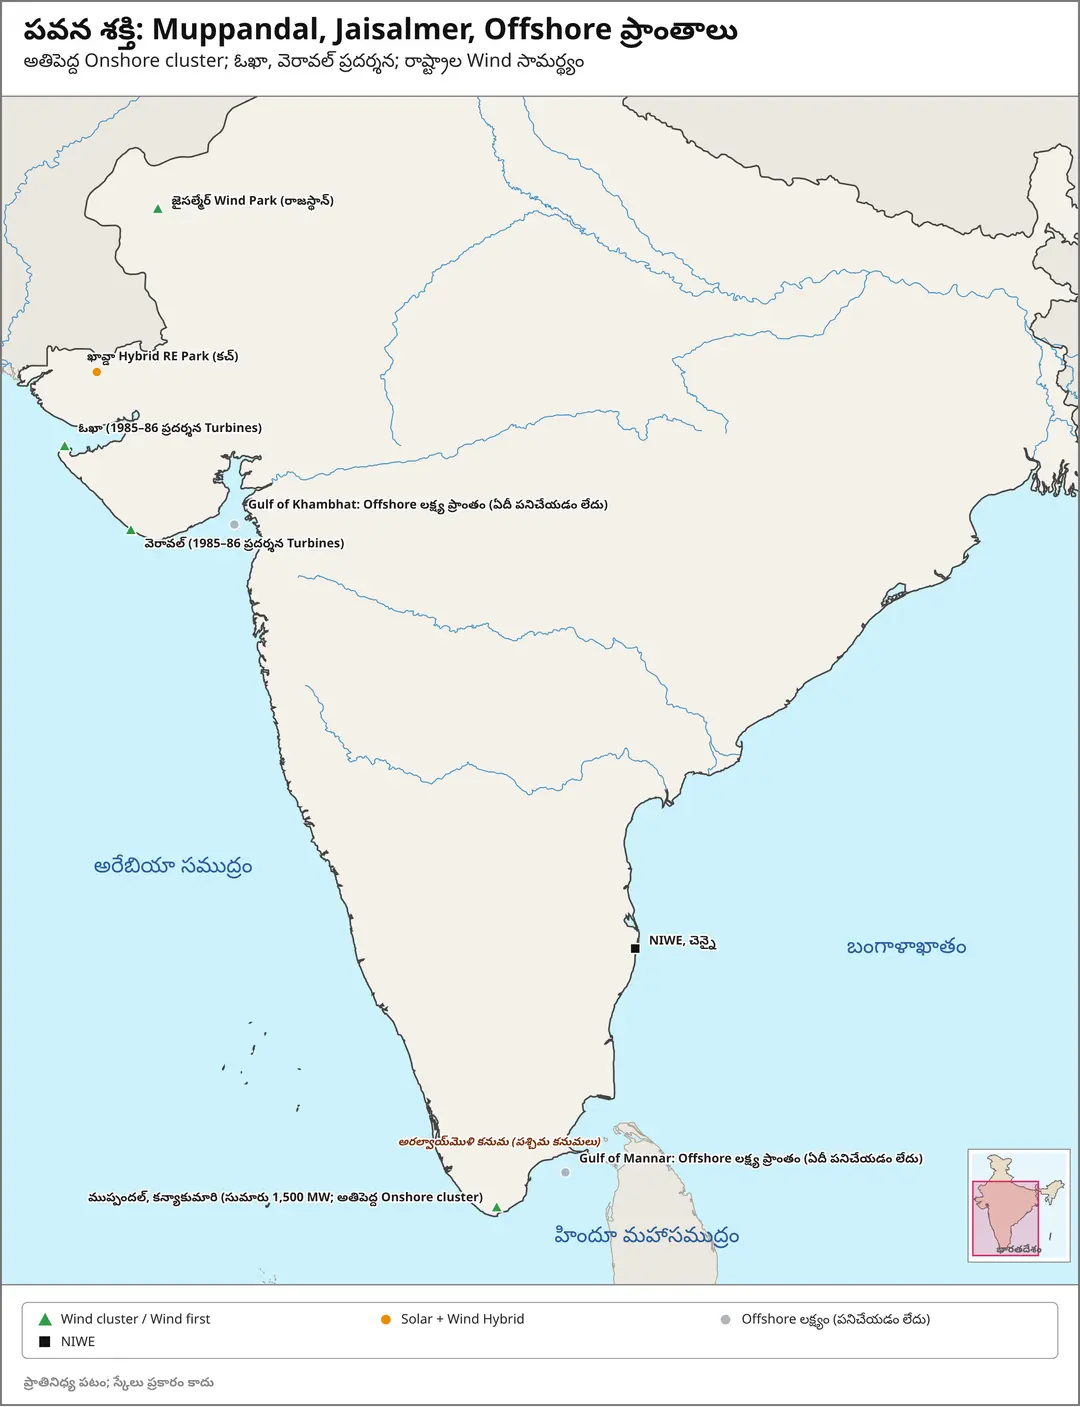 పవన శక్తి: Muppandal, Jaisalmer, Offshore ప్రాంతాలు
అతిపెద్ద Onshore cluster; ఓఖా, వెరావల్ ప్రదర్శన; రాష్ట్రాల Wind సామర్థ్యం
జైసల్మేర్ Wind Park (రాజస్థాన్)
ఖావ్డా Hybrid RE Park (కచ్)
ఓఖా (1985–86 ప్రదర్శన Turbines)
Gulf of Khambhat: Offshore లక్ష్య ప్రాంతం (ఏదీ పనిచేయడం లేదు)
వెరావల్ (1985–86 ప్రదర్శన Turbines)
అరేబియా సముద్రం
NIWE, చెన్నై
బంగాళాఖాతం
అరల్వాయ్‌మొళి కనుమ (పశ్చిమ కనుమలు)
Gulf of Mannar: Offshore లక్ష్య ప్రాంతం (ఏదీ పనిచేయడం లేదు)
ముప్పందల్, కన్యాకుమారి (సుమారు 1,500 MW; అతిపెద్ద Onshore cluster)
హిందూ మహాసముద్రం
భారతదేశం
Wind cluster / Wind first
Solar + Wind Hybrid
Offshore లక్ష్యం (పనిచేయడం లేదు)
NIWE
ప్రాతినిధ్య పటం; స్కేలు ప్రకారం కాదు